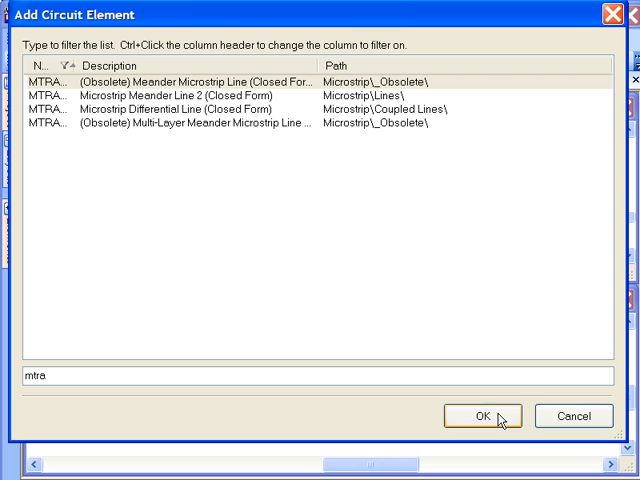 Add Circuit Element
Type to filter the list. Ctrl+Click the column header to change the column to filter on.
N... Description Path
MTRA... (Obsolete) Meander Microstrip Line (Closed For... Microstrip\_Obsolete\
MTRA... Microstrip Meander Line 2 (Closed Form) Microstrip\Lines\
MTRA... Microstrip Differential Line (Closed Form) Microstrip\Coupled Lines\
MTRA... (Obsolete) Multi-Layer Meander Microstrip Line ... Microstrip\_Obsolete\
mtra
OK Cancel